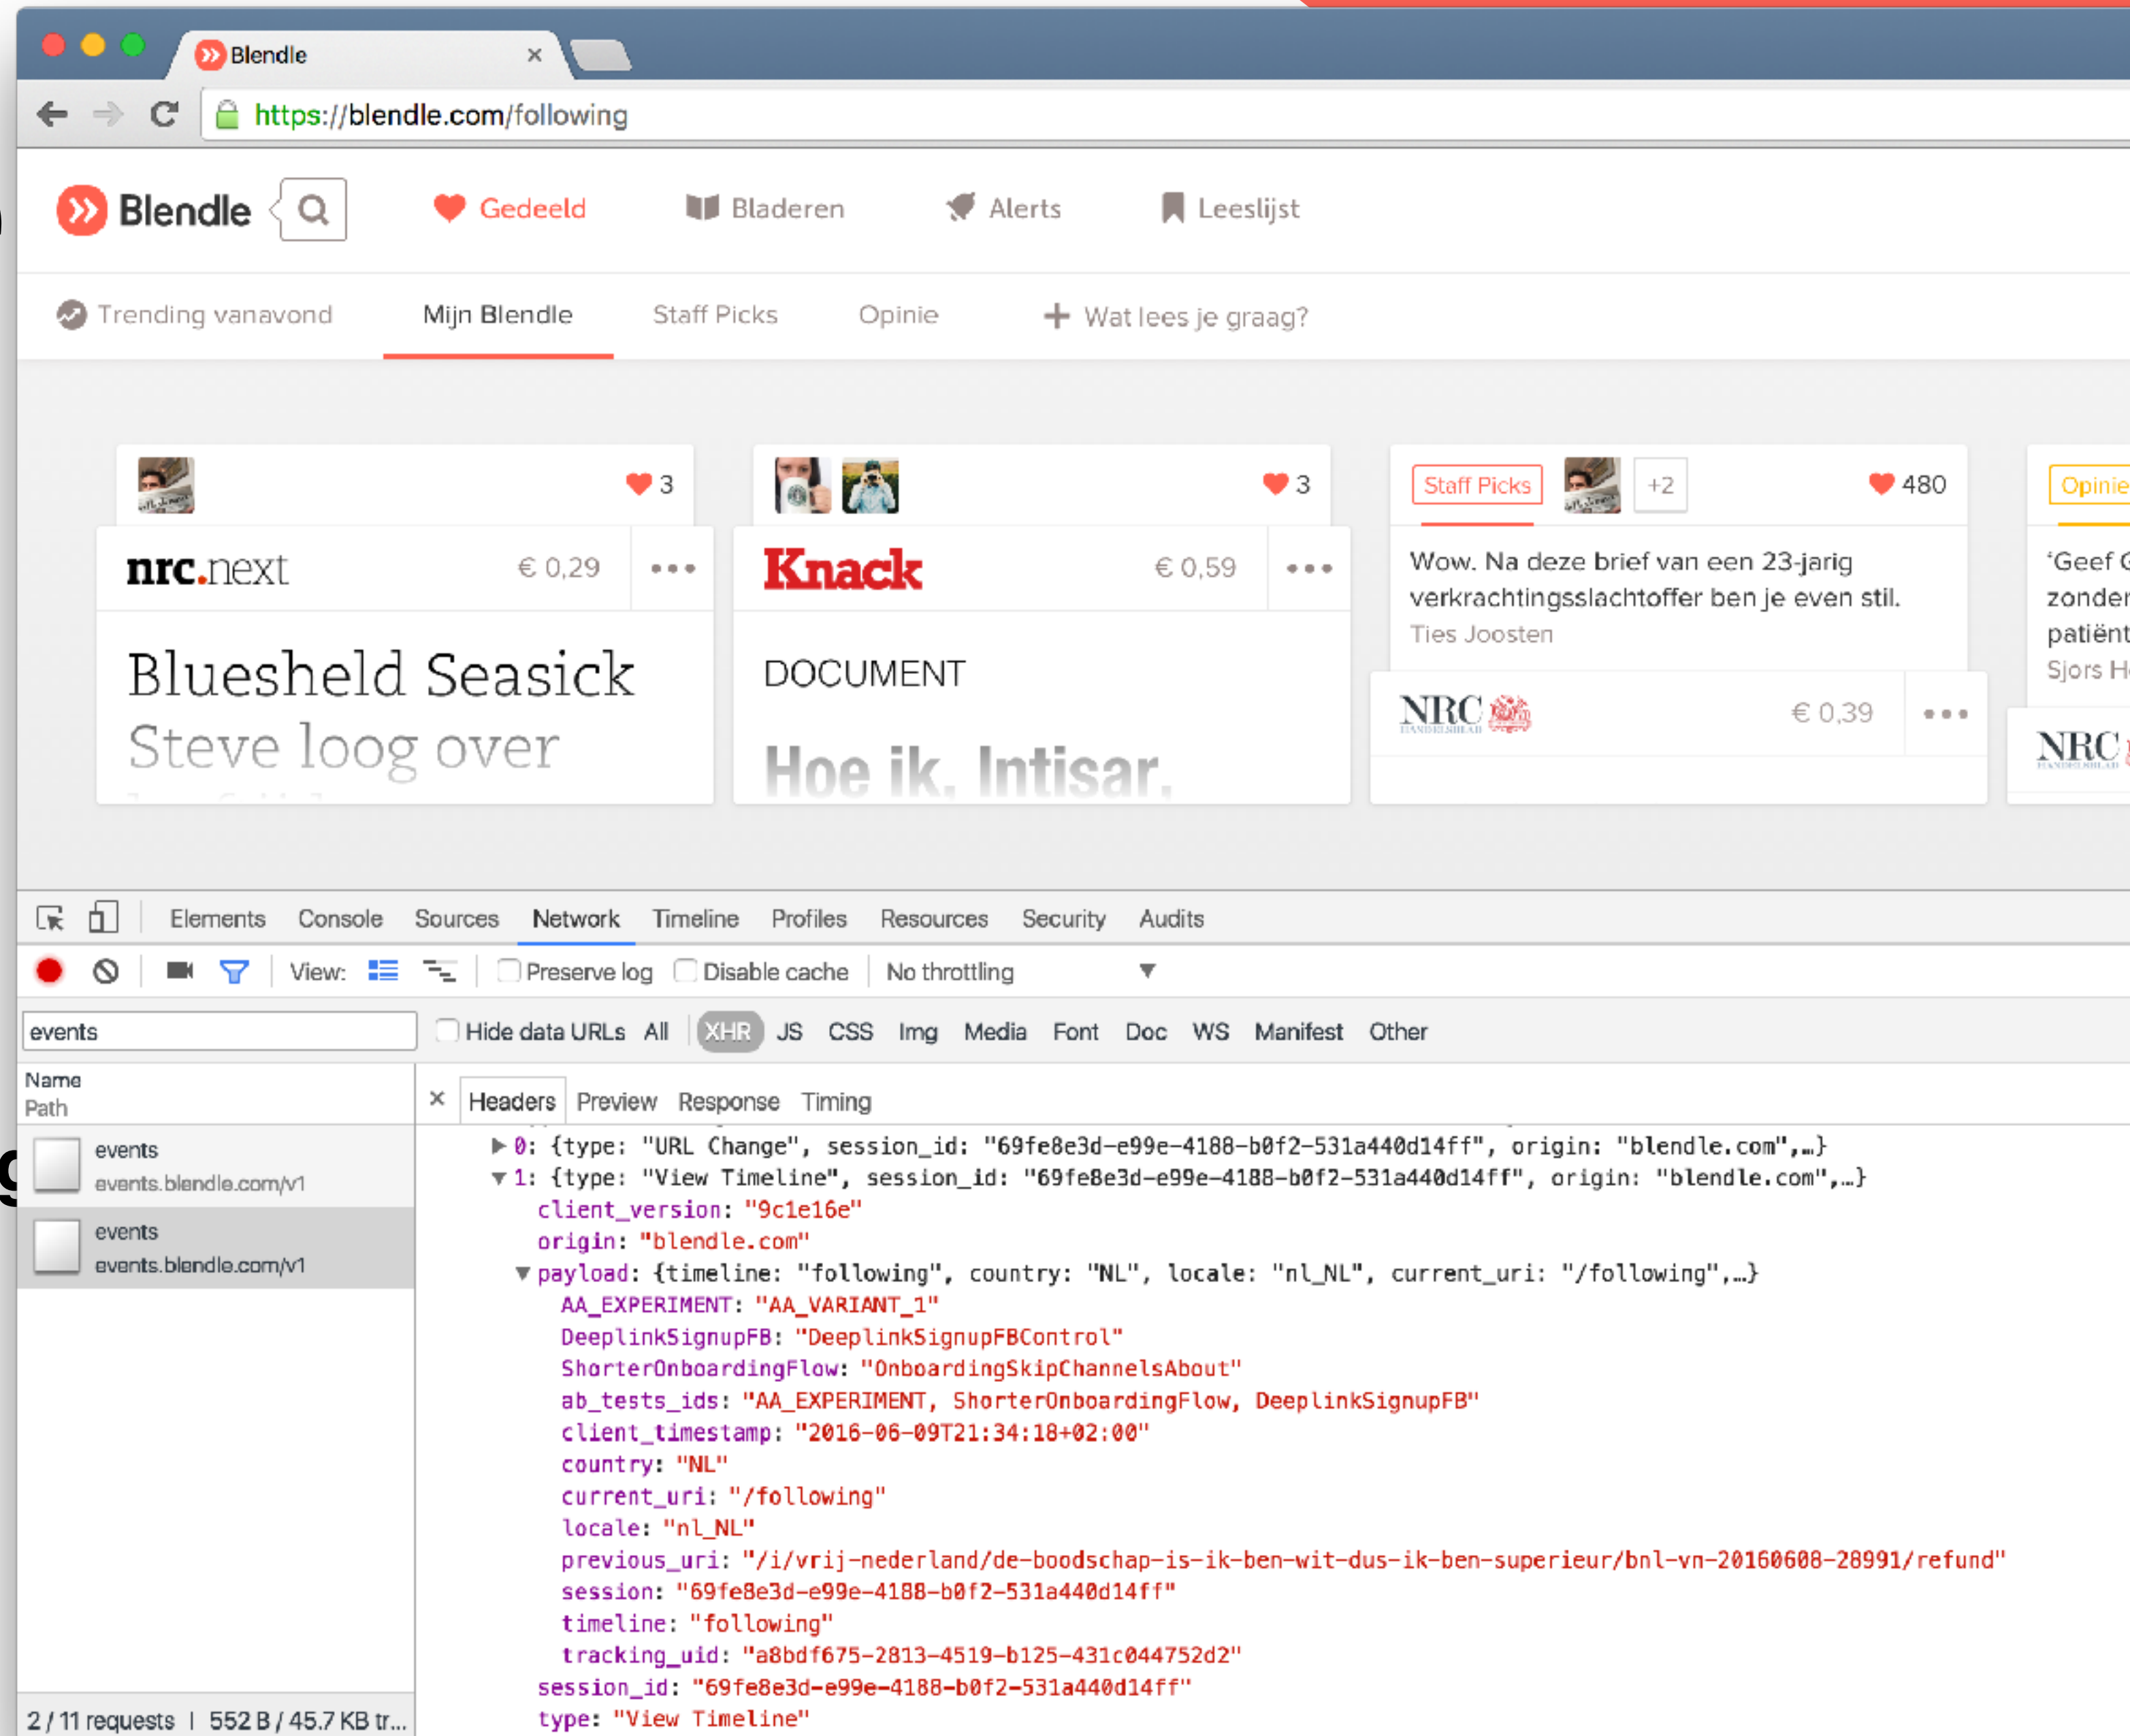 Blendle
https://blendle.com/following
Blendle
Gedeeld
Bladeren
Alerts
Leeslijst
Trending vanavond
Mijn Blendle
Staff Picks
Opinie
+ Wat lees je graag?
3
3
Staff Picks
+2
480
Opinie
nrc.next
€ 0,29
Knack
€ 0,59
Wow. Na deze brief van een 23-jarig
verkrachtingsslachtoffer ben je even stil.
Ties Joosten
'Geef G
zonder
patiënt
Sjors H
Bluesheld Seasick
Steve loog over
DOCUMENT
Hoe ik, Intisar,
NRC
HANDELSBLAD
€ 0,39
NRC
HANDELSBLAD
Elements Console Sources Network Timeline Profiles Resources Security Audits
View: Preserve log Disable cache No throttling
events
Hide data URLs All XHR JS CSS Img Media Font Doc WS Manifest Other
Name
Path
Headers Preview Response Timing
events
events.blendle.com/v1
events
events.blendle.com/v1
0: {type: "URL Change", session_id: "69fe8e3d-e99e-4188-b0f2-531a440d14ff", origin: "blendle.com",…}
1: {type: "View Timeline", session_id: "69fe8e3d-e99e-4188-b0f2-531a440d14ff", origin: "blendle.com",…}
client_version: "9c1e16e"
origin: "blendle.com"
payload: {timeline: "following", country: "NL", locale: "nl_NL", current_uri: "/following",…}
AA_EXPERIMENT: "AA_VARIANT_1"
DeeplinkSignupFB: "DeeplinkSignupFBControl"
ShorterOnboardingFlow: "OnboardingSkipChannelsAbout"
ab_tests_ids: "AA_EXPERIMENT, ShorterOnboardingFlow, DeeplinkSignupFB"
client_timestamp: "2016-06-09T21:34:18+02:00"
country: "NL"
current_uri: "/following"
locale: "nl_NL"
previous_uri: "/i/vrij-nederland/de-boodschap-is-ik-ben-wit-dus-ik-ben-superieur/bnl-vn-20160608-28991/refund"
session: "69fe8e3d-e99e-4188-b0f2-531a440d14ff"
timeline: "following"
tracking_uid: "a8bdf675-2813-4519-b125-431c044752d2"
session_id: "69fe8e3d-e99e-4188-b0f2-531a440d14ff"
type: "View Timeline"
2 / 11 requests | 552 B / 45.7 KB tr...